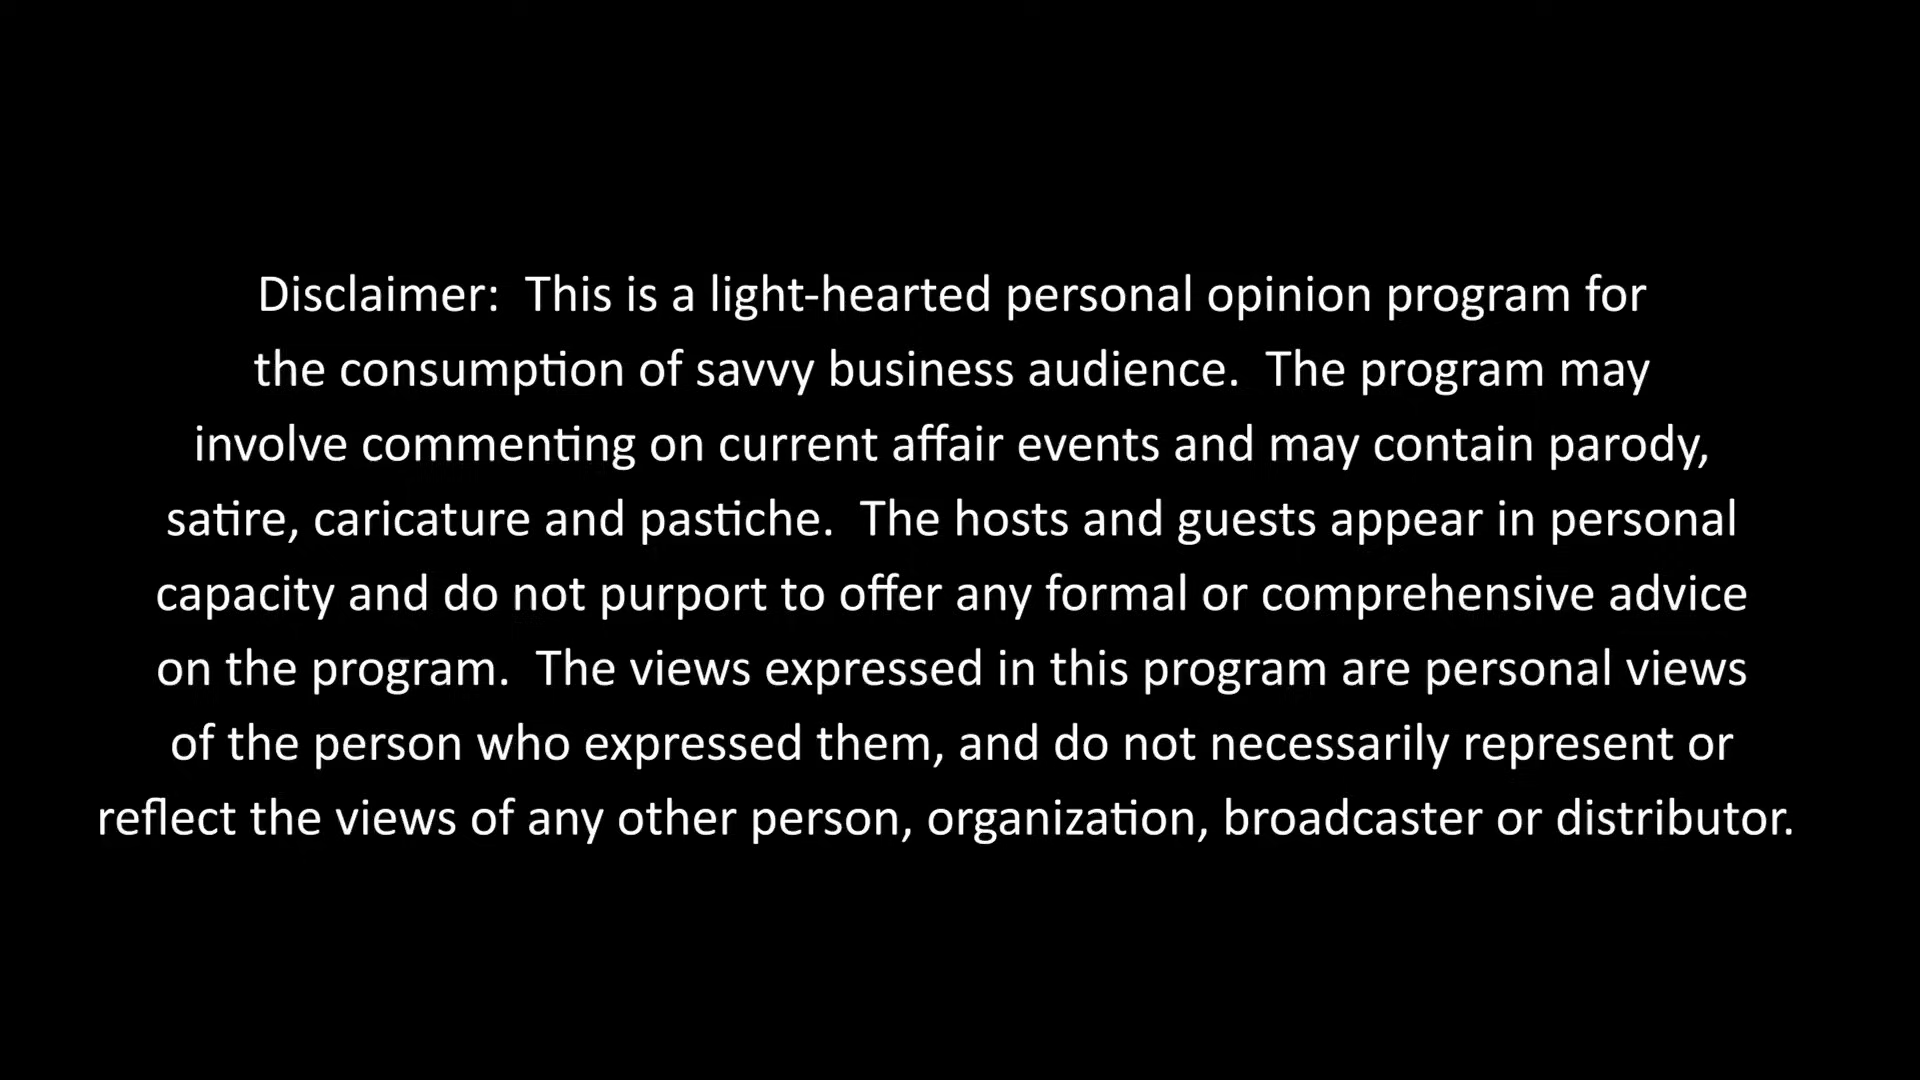 Disclaimer:  This is a light-hearted personal opinion program for
the consumption of savvy business audience.  The program may
involve commenting on current affair events and may contain parody,
satire, caricature and pastiche.  The hosts and guests appear in personal
capacity and do not purport to offer any formal or comprehensive advice
on the program.  The views expressed in this program are personal views
of the person who expressed them, and do not necessarily represent or
reflect the views of any other person, organization, broadcaster or distributor.